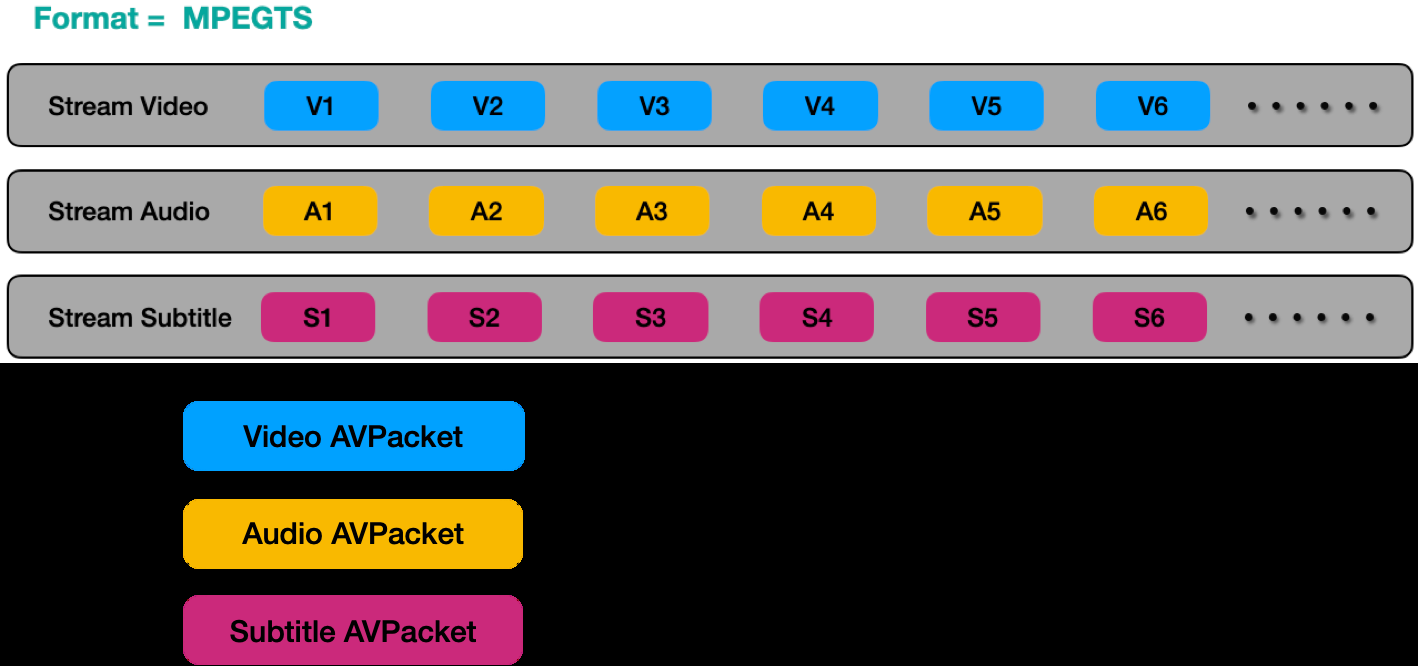 Format = MPEGTS
Stream Video V1 V2 V3 V4 V5 V6 ······
Stream Audio A1 A2 A3 A4 A5 A6 ······
Stream Subtitle S1 S2 S3 S4 S5 S6 ······
Video AVPacket
Audio AVPacket
Subtitle AVPacket